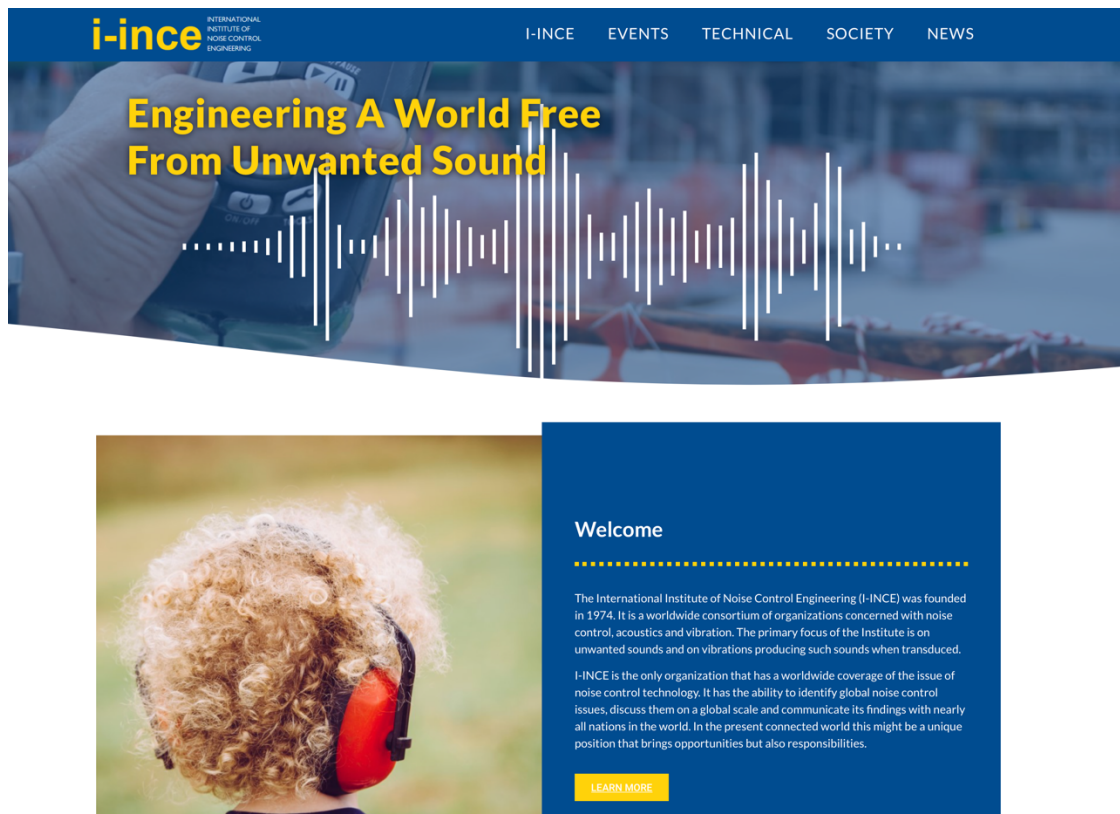 i-ince
INTERNATIONAL
INSTITUTE OF
NOISE CONTROL
ENGINEERING
I-INCE EVENTS TECHNICAL SOCIETY NEWS
PAUSE
Engineering A World Free
From Unwanted Sound
ON/OFF
Welcome
The International Institute of Noise Control Engineering (I-INCE) was founded
in 1974. It is a worldwide consortium of organizations concerned with noise
control, acoustics and vibration. The primary focus of the Institute is on
unwanted sounds and on vibrations producing such sounds when transduced.
I-INCE is the only organization that has a worldwide coverage of the issue of
noise control technology. It has the ability to identify global noise control
issues, discuss them on a global scale and communicate its findings with nearly
all nations in the world. In the present connected world this might be a unique
position that brings opportunities but also responsibilities.
LEARN MORE